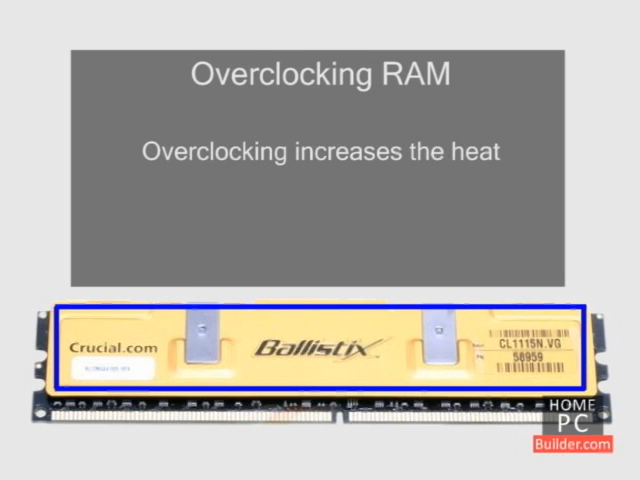 Overclocking RAM
Overclocking increases the heat
Crucial.com
Ballistix
CL1115N.VG
58959
HOME
PC
Builder.com